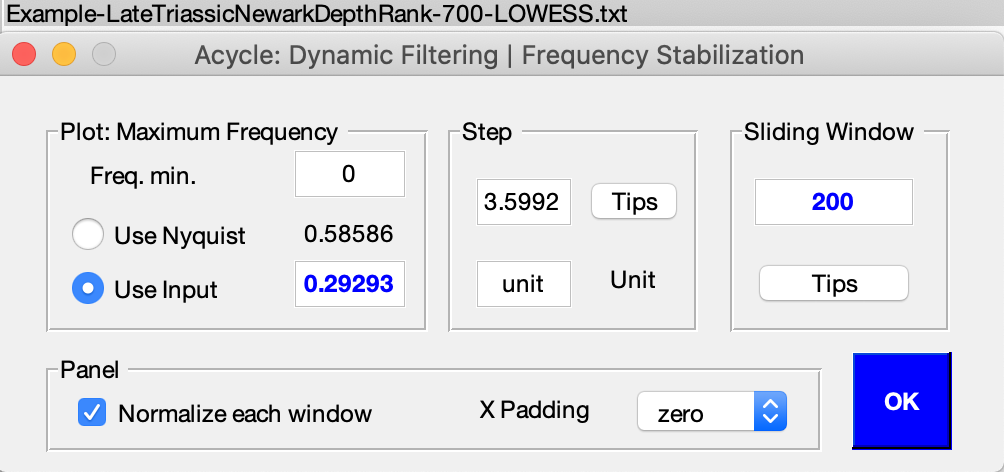 Example-LateTriassicNewarkDepthRank-700-LOWESS.txt
Acycle: Dynamic Filtering | Frequency Stabilization
Plot: Maximum Frequency
Freq. min. 0
Use Nyquist 0.58586
Use Input 0.29293
Step
3.5992 Tips
unit Unit
Sliding Window
200
Tips
Panel
Normalize each window X Padding zero
OK